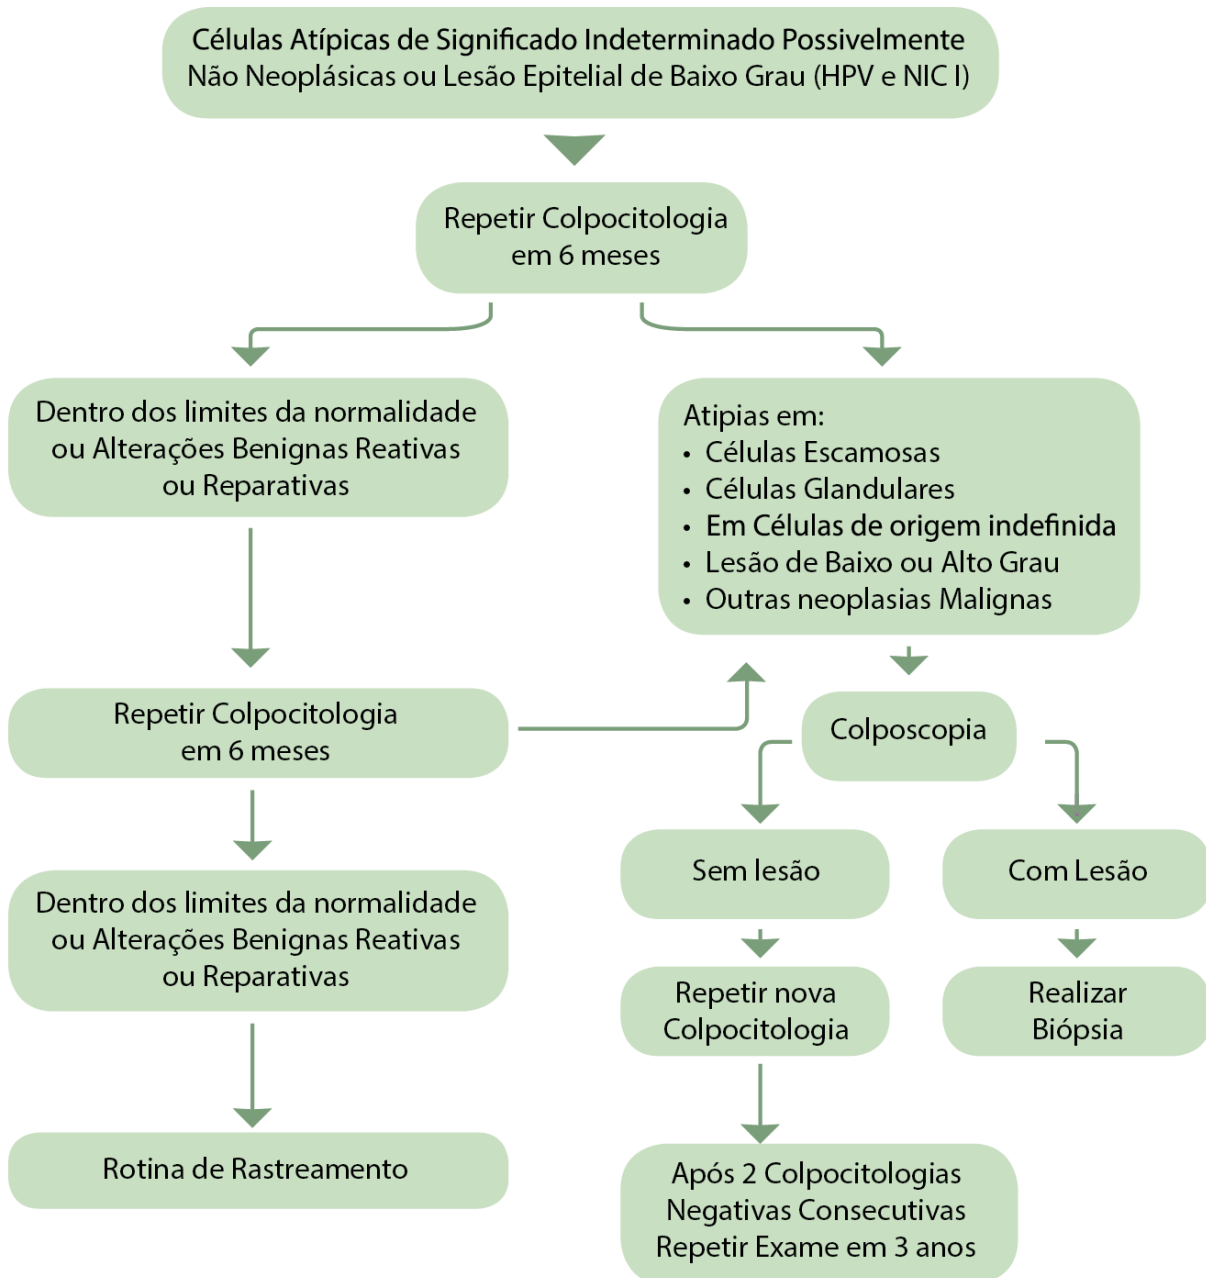 Células Atípicas de Significado Indeterminado Possivelmente
Não Neoplásicas ou Lesão Epitelial de Baixo Grau (HPV e NIC I)
Repetir Colpocitologia
em 6 meses
Dentro dos limites da normalidade
ou Alterações Benignas Reativas
ou Reparativas
Atipias em:
• Células Escamosas
• Células Glandulares
• Em Células de origem indefinida
• Lesão de Baixo ou Alto Grau
• Outras neoplasias Malignas
Repetir Colpocitologia
em 6 meses
Colposcopia
Dentro dos limites da normalidade
ou Alterações Benignas Reativas
ou Reparativas
Sem lesão
Com Lesão
Repetir nova
Colpocitologia
Realizar
Biópsia
Rotina de Rastreamento
Após 2 Colpocitologias
Negativas Consecutivas
Repetir Exame em 3 anos